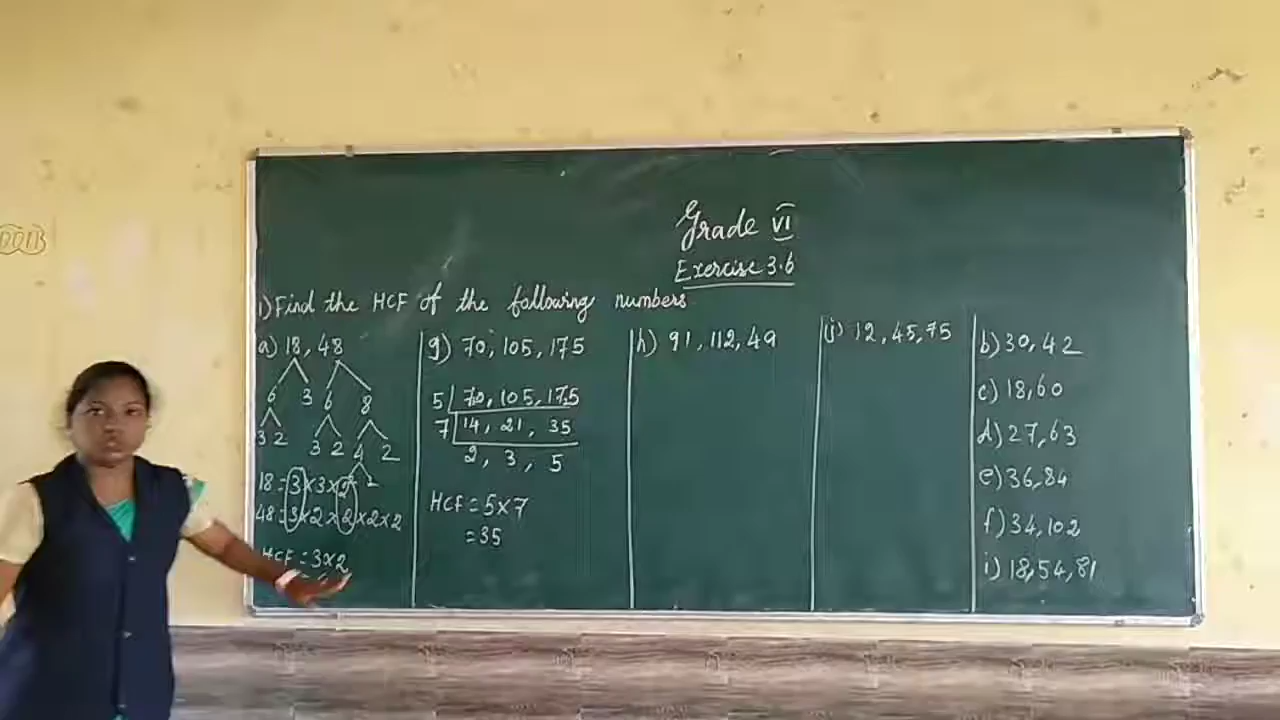 Grade VI
Exercise 3.6
1) Find the HCF of the following numbers
a) 18, 48
6 3 6 8
3 2 3 2 4 2
18 = 3×3×2
48 = 3×2×2×2×2
HCF = 3×2
g) 70, 105, 175
5 70, 105, 175
7 14, 21, 35
2, 3, 5
HCF = 5×7
= 35
h) 91, 112, 49
j) 12, 45, 75
b) 30, 42
c) 18, 60
d) 27, 63
e) 36, 84
f) 34, 102
i) 18, 54, 81